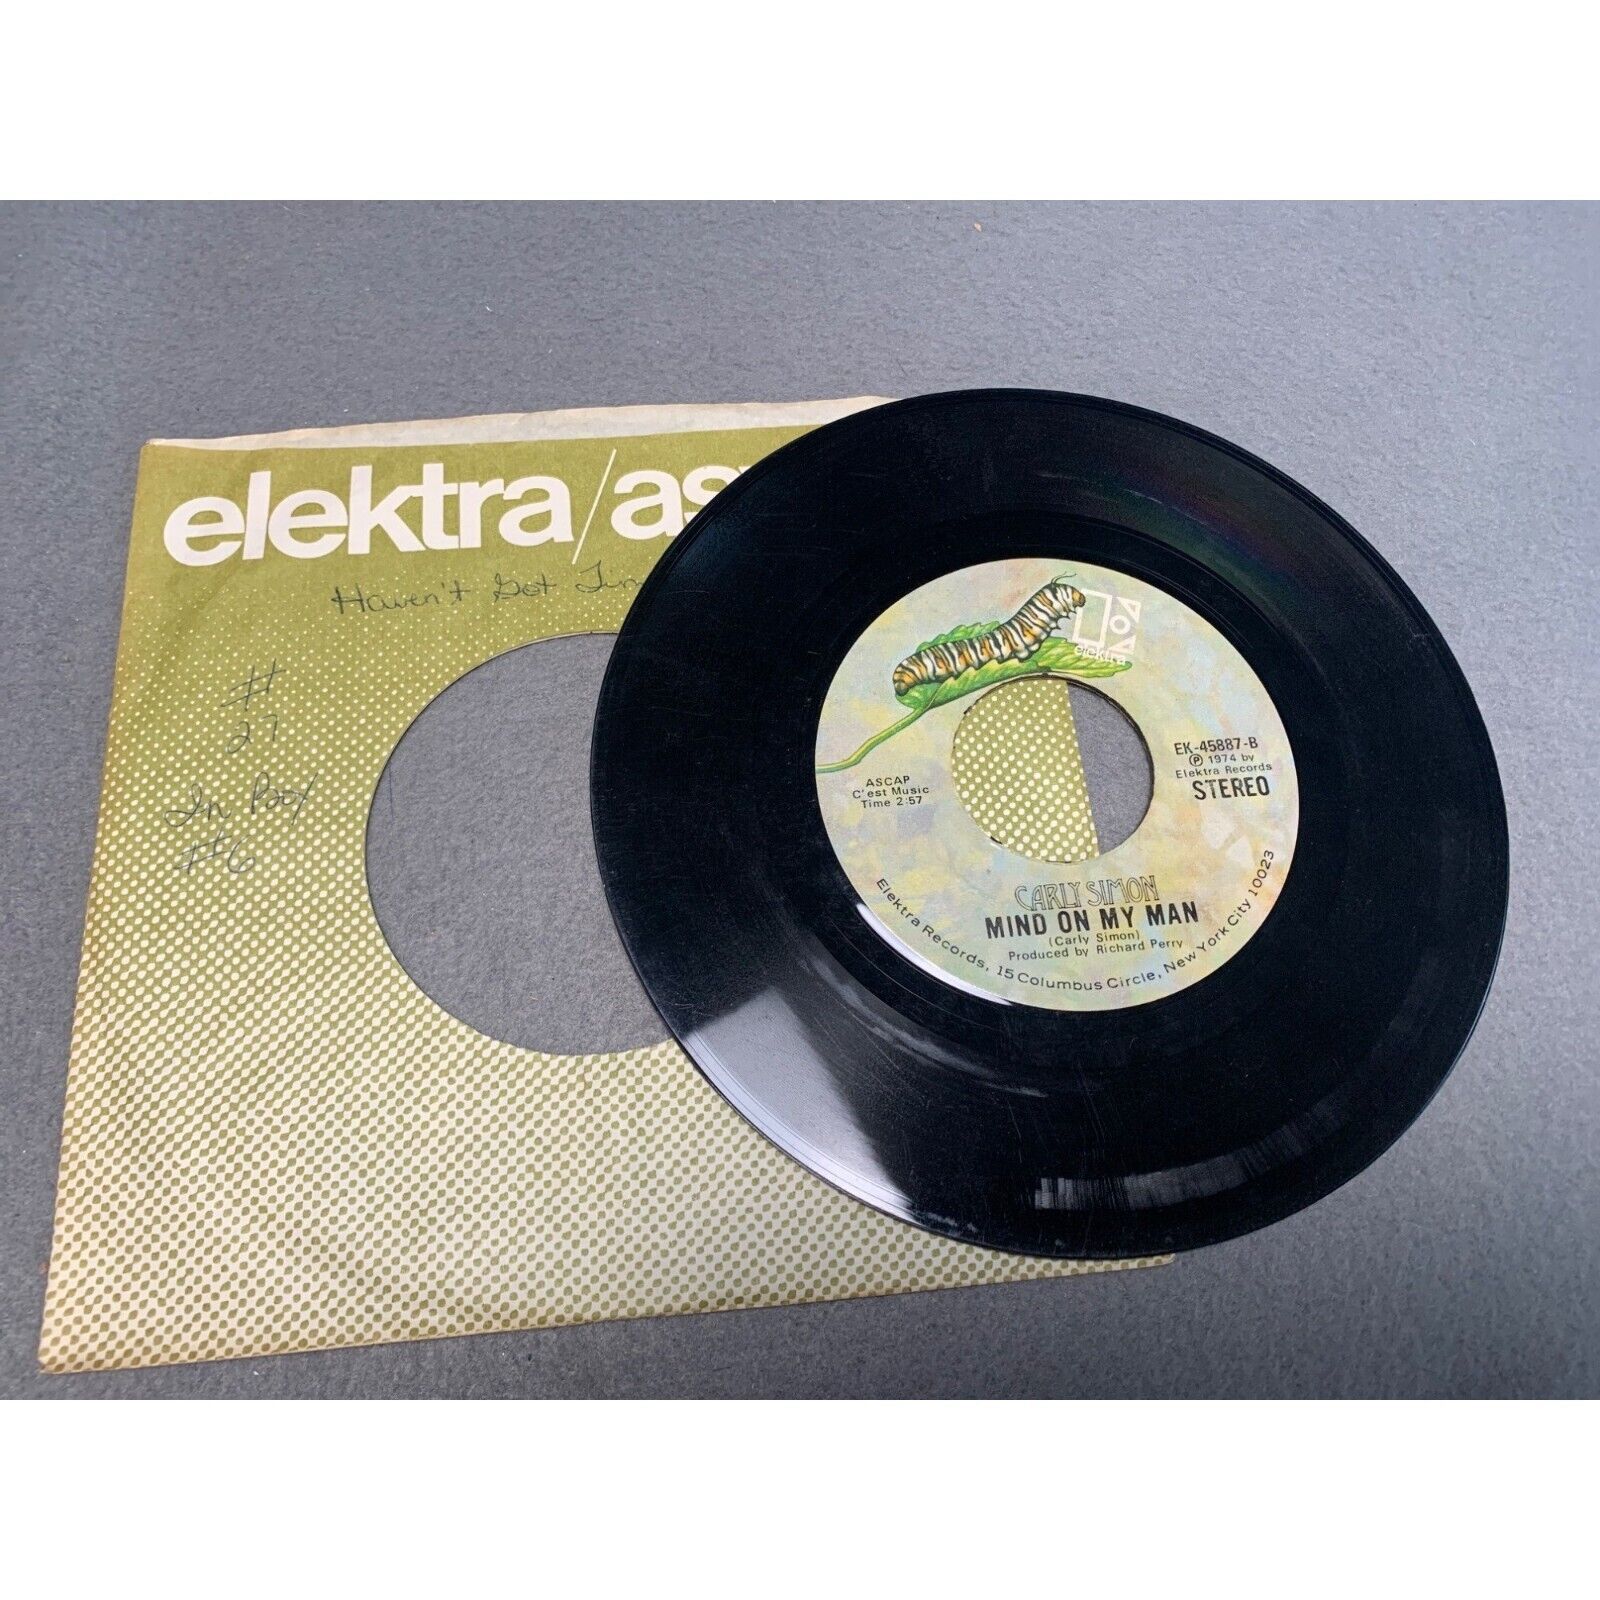 elektra/as
Haven't Got Tim
#
27
In Box
#6
elektra
EK-45887-B
Ⓟ 1974 by
Elektra Records
STEREO
ASCAP
C'est Music
Time 2:57
CARLY SIMON
MIND ON MY MAN
(Carly Simon)
Produced by Richard Perry
Elektra Records, 15 Columbus Circle, New York City 10023